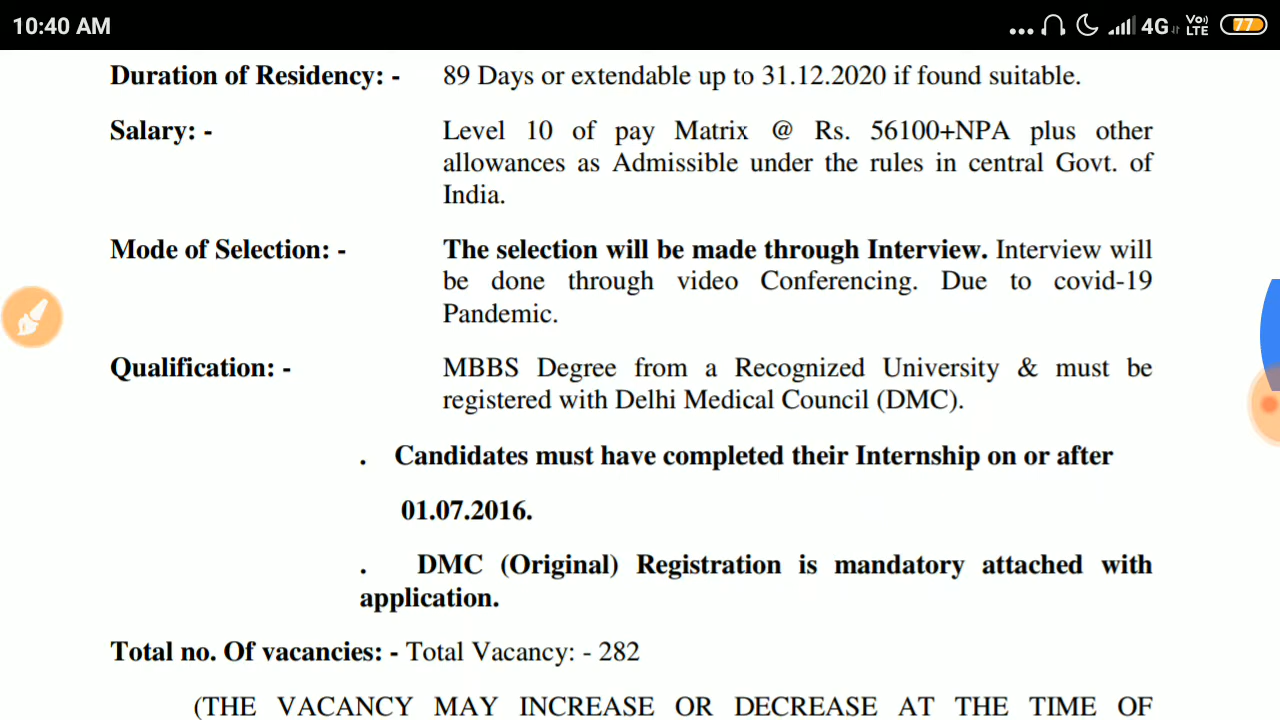 10:40 AM
4G Vo) LTE 77
Duration of Residency: - 89 Days or extendable up to 31.12.2020 if found suitable.
Salary: - Level 10 of pay Matrix @ Rs. 56100+NPA plus other
allowances as Admissible under the rules in central Govt. of
India.
Mode of Selection: - The selection will be made through Interview. Interview will
be done through video Conferencing. Due to covid-19
Pandemic.
Qualification: - MBBS Degree from a Recognized University & must be
registered with Delhi Medical Council (DMC).
. Candidates must have completed their Internship on or after
01.07.2016.
. DMC (Original) Registration is mandatory attached with
application.
Total no. Of vacancies: - Total Vacancy: - 282
(THE VACANCY MAY INCREASE OR DECREASE AT THE TIME OF